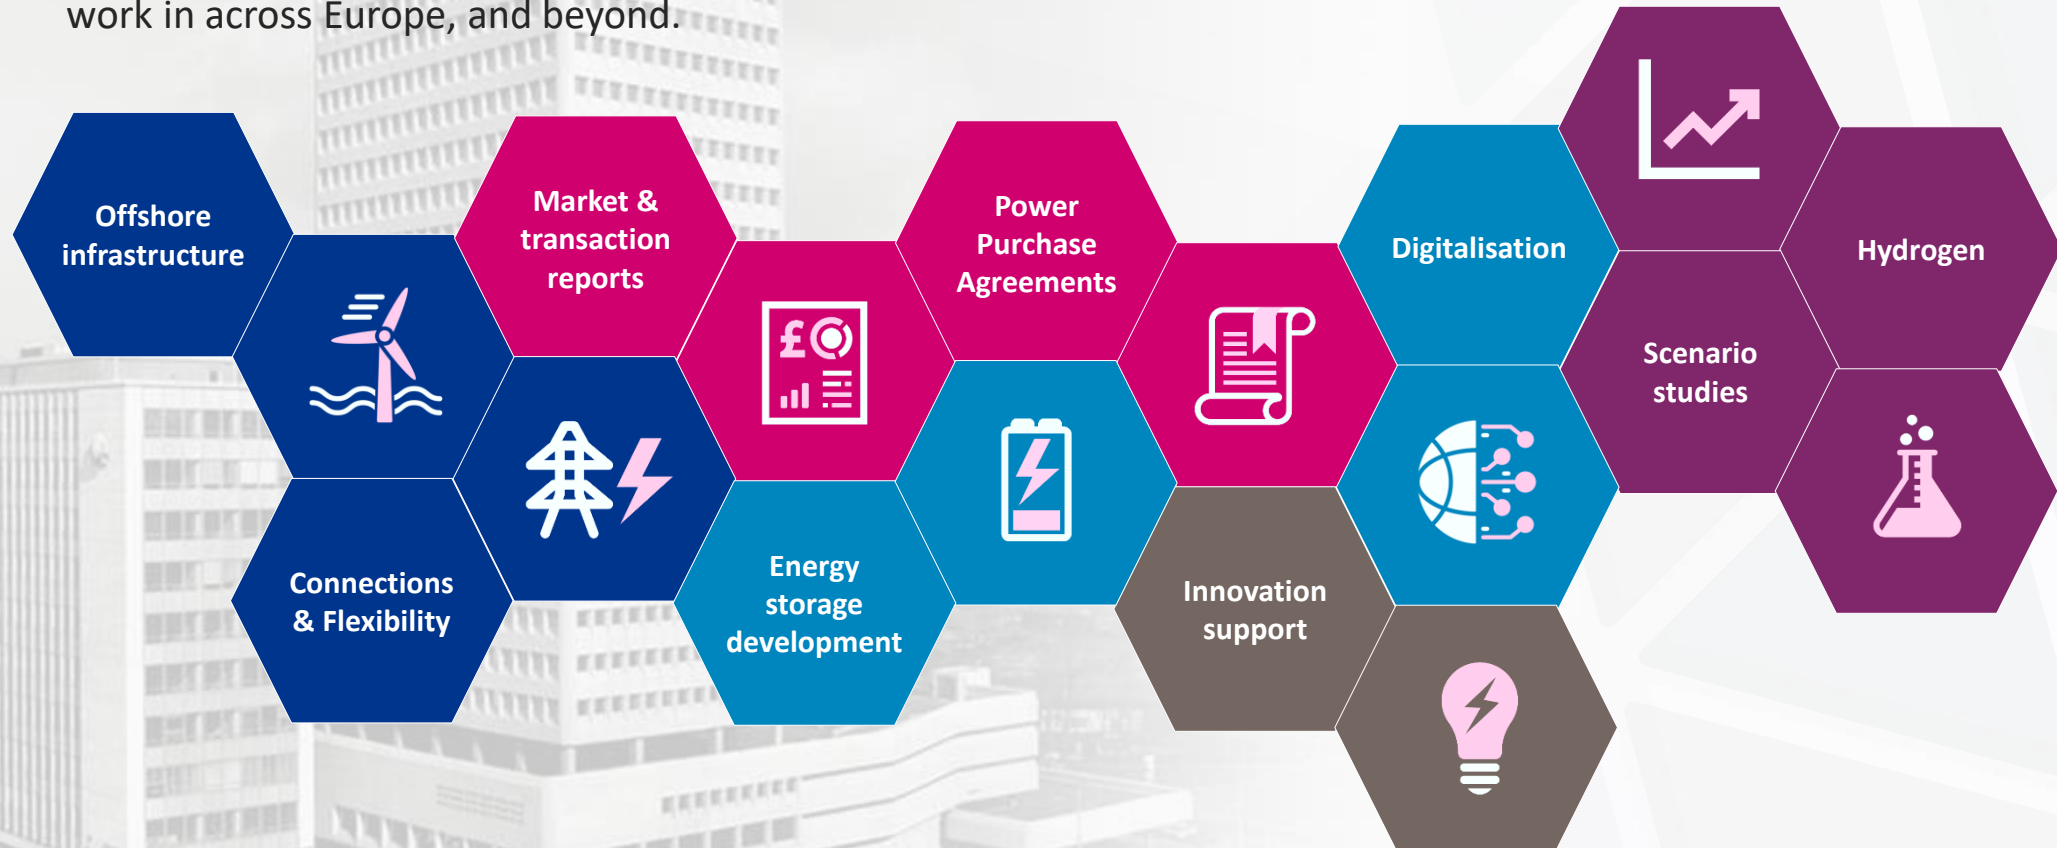 work in across Europe, and beyond.
Offshore
infrastructure
Market &
transaction
reports
Power
Purchase
Agreements
Digitalisation
Hydrogen
Scenario
studies
£
Connections
& Flexibility
Energy
storage
development
Innovation
support